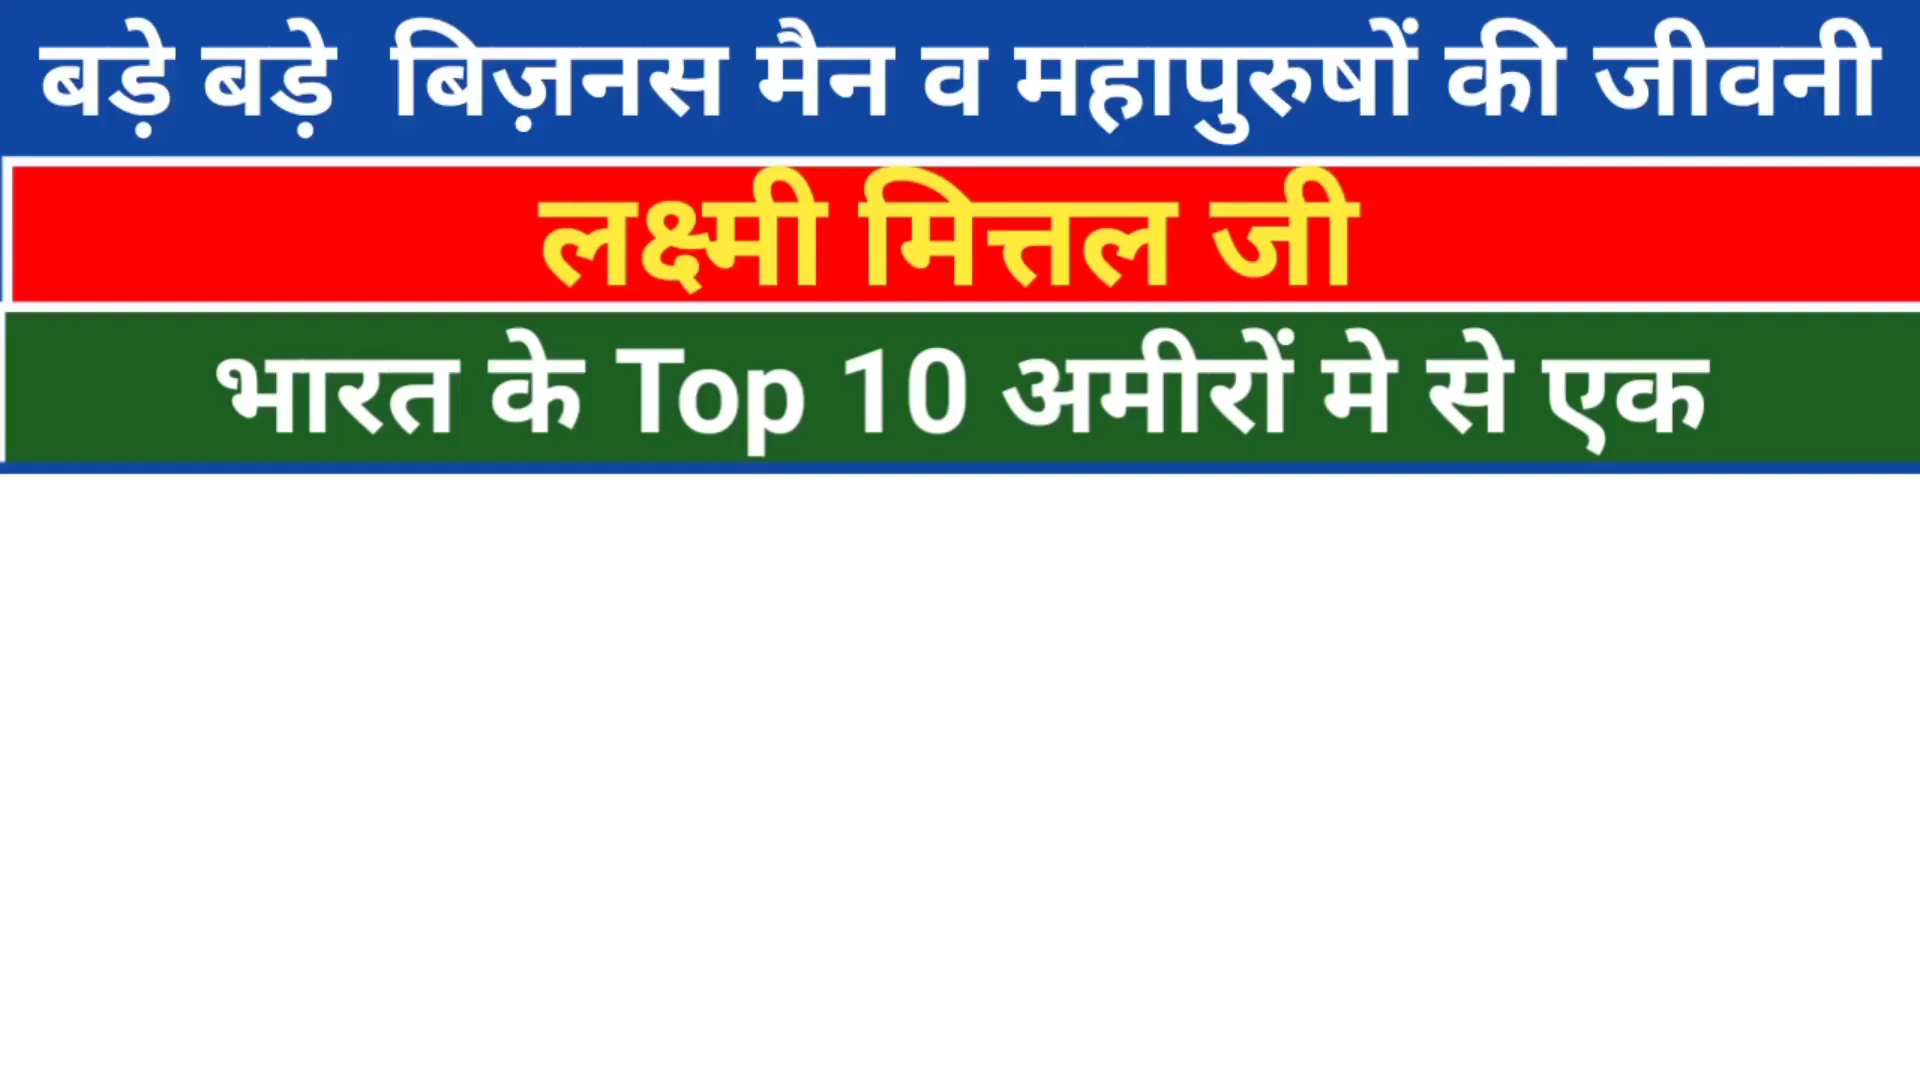 बड़े बड़े बिज़नस मैन व महापुरुषों की जीवनी
लक्ष्मी मित्तल जी
भारत के Top 10 अमीरों मे से एक